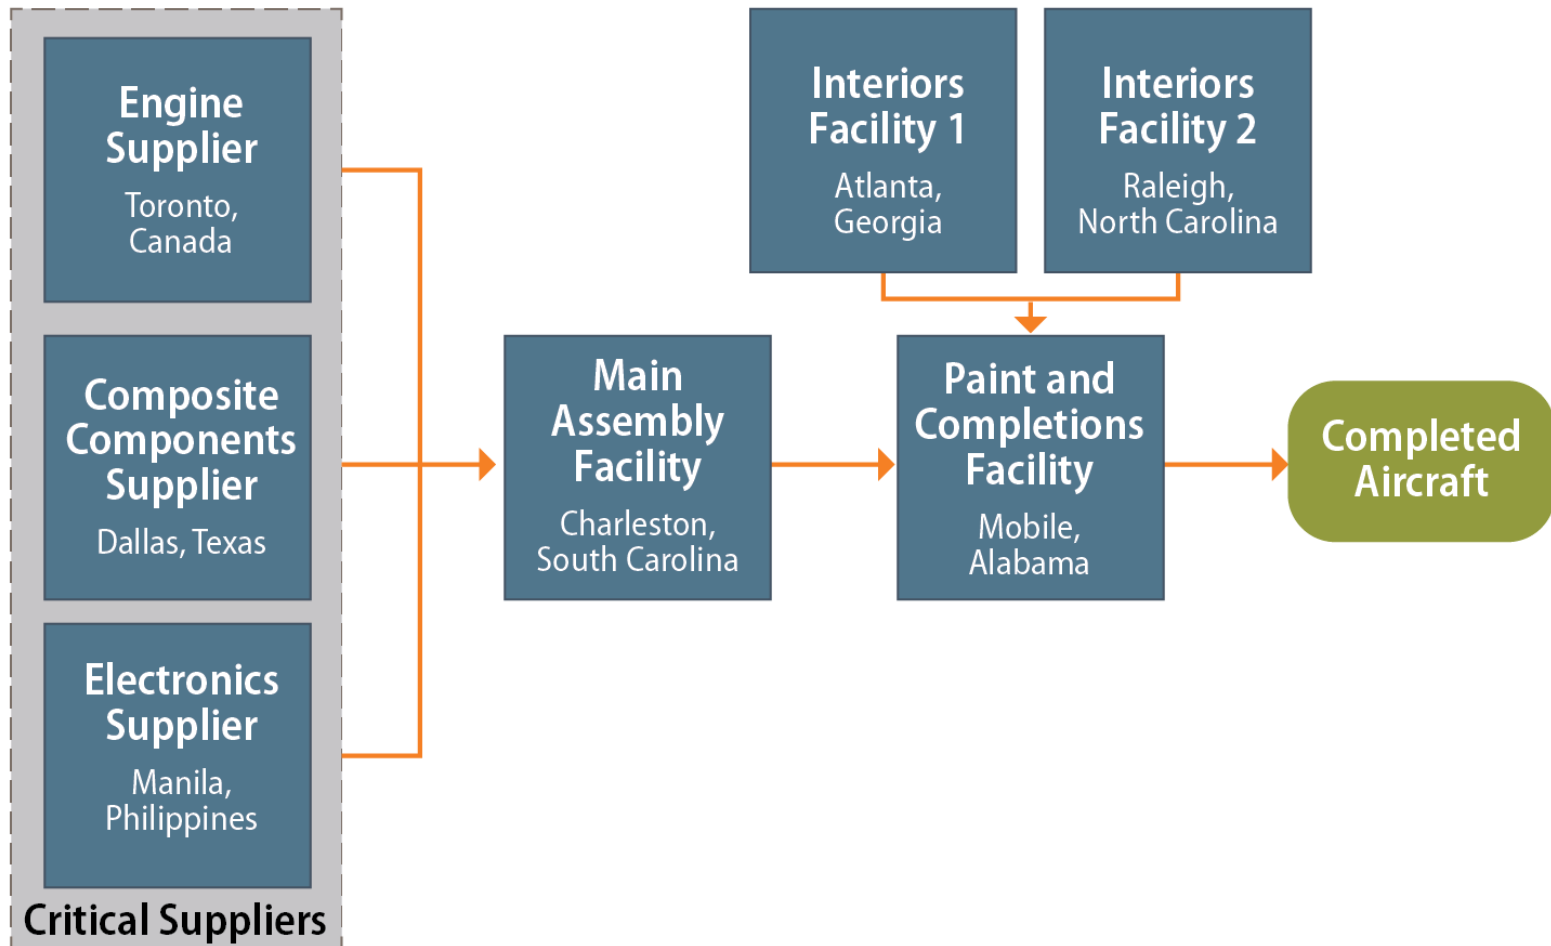 Engine
Supplier
Toronto,
Canada
Composite
Components
Supplier
Dallas, Texas
Electronics
Supplier
Manila,
Philippines
Critical Suppliers
Main
Assembly
Facility
Charleston,
South Carolina
Interiors
Facility 1
Atlanta,
Georgia
Interiors
Facility 2
Raleigh,
North Carolina
Paint and
Completions
Facility
Mobile,
Alabama
Completed
Aircraft